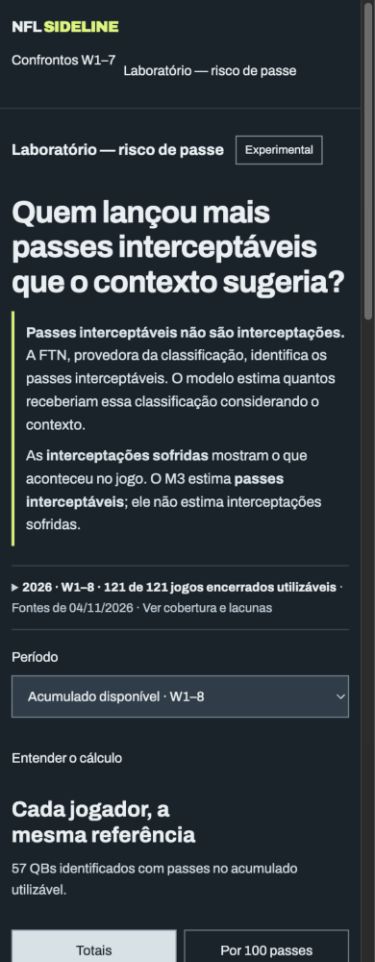 NFL SIDELINE
Confrontos W1–7
Laboratório — risco de passe
Laboratório — risco de passe
Experimental
Quem lançou mais
passes interceptáveis
que o contexto sugeria?
Passes interceptáveis não são interceptações.
A FTN, provedora da classificação, identifica os
passes interceptáveis. O modelo estima quantos
receberiam essa classificação considerando o
contexto.
As interceptações sofridas mostram o que
aconteceu no jogo. O M3 estima passes
interceptáveis; ele não estima interceptações
sofridas.
▸ 2026 · W1–8 · 121 de 121 jogos encerrados utilizáveis ·
Fontes de 04/11/2026 · Ver cobertura e lacunas
Período
Acumulado disponível · W1–8
Entender o cálculo
Cada jogador, a
mesma referência
57 QBs identificados com passes no acumulado
utilizável.
Totais
Por 100 passes